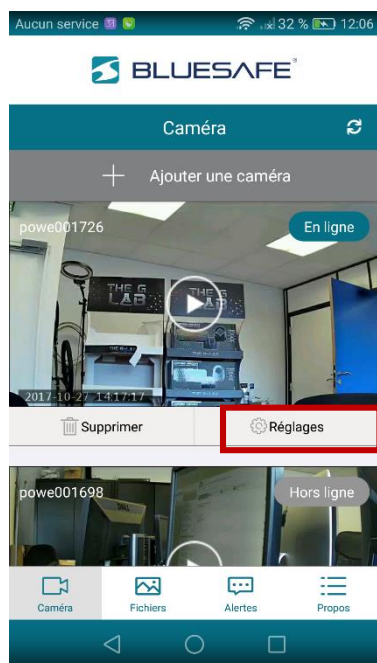 Aucun service
32 %
12:06
BLUESAFE®
Caméra
Ajouter une caméra
powe001726
En ligne
THE G
LAB
2017-10-27 14:17:17
Supprimer
Réglages
powe001698
Hors ligne
DELL
Caméra
Fichiers
Alertes
Propos